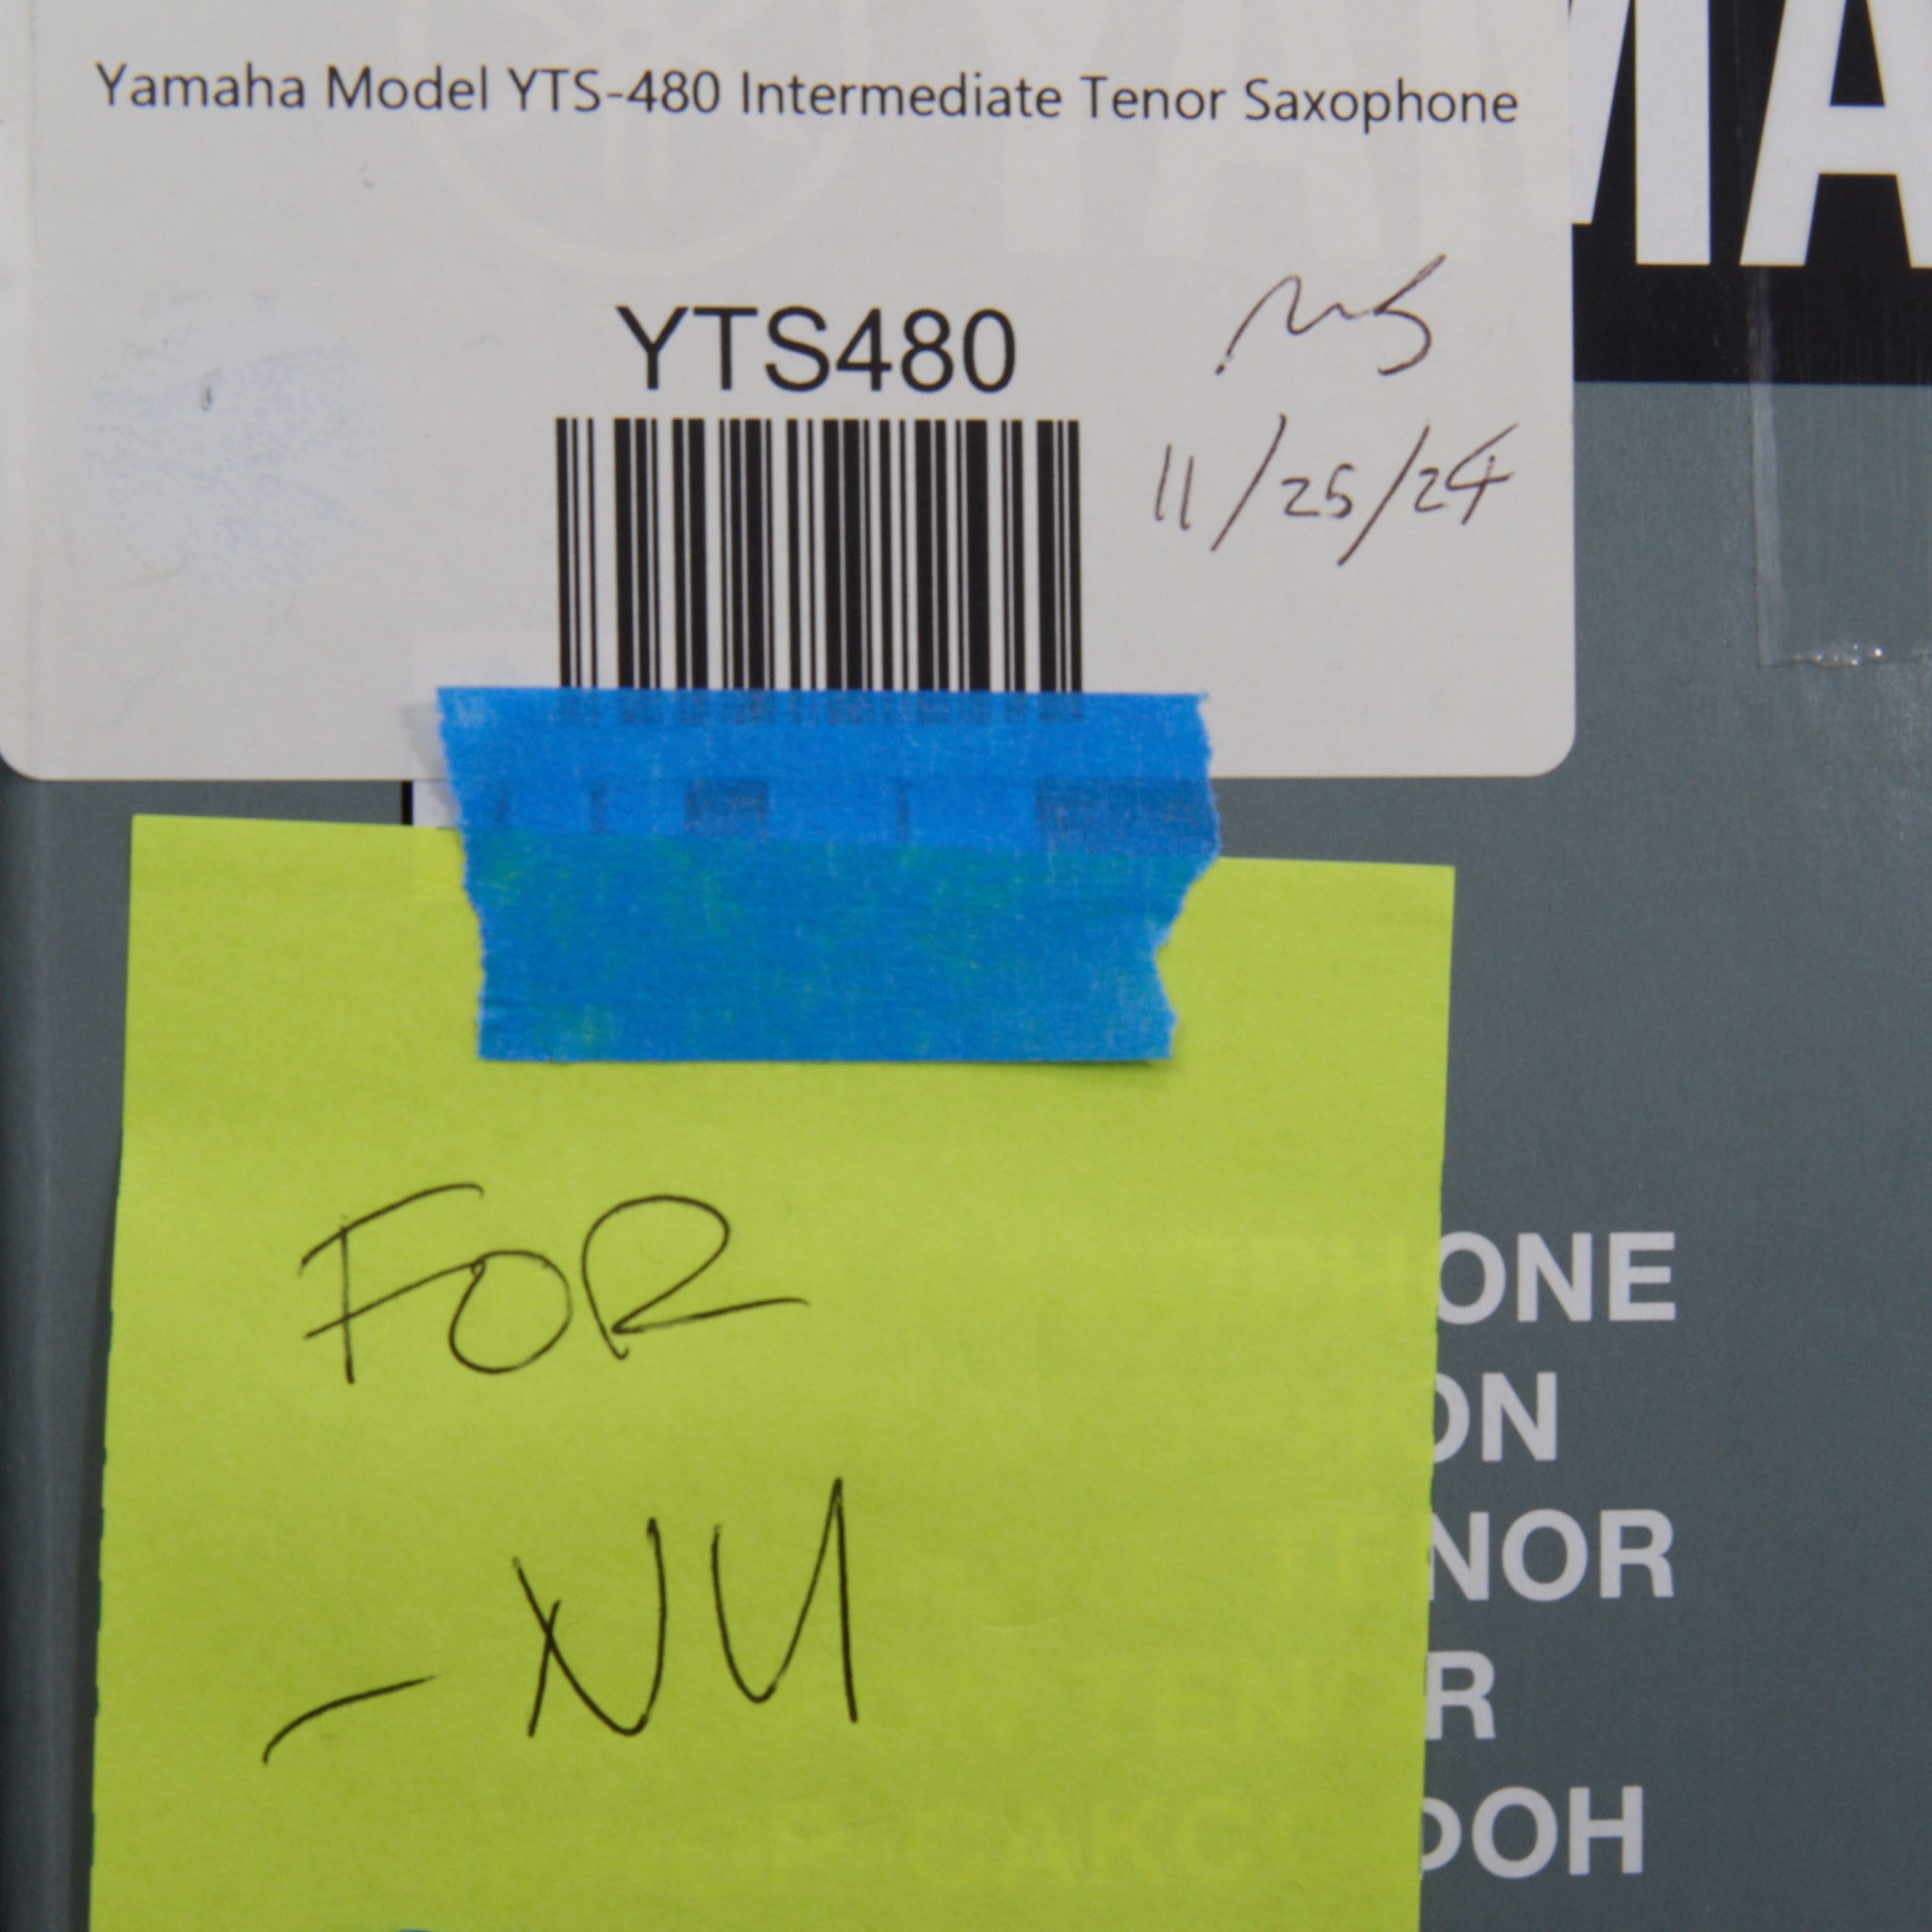 Yamaha Model YTS-480 Intermediate Tenor Saxophone
YTS480
11/25/24
FOR
- NU
ONE
ON
NOR
R
OOH